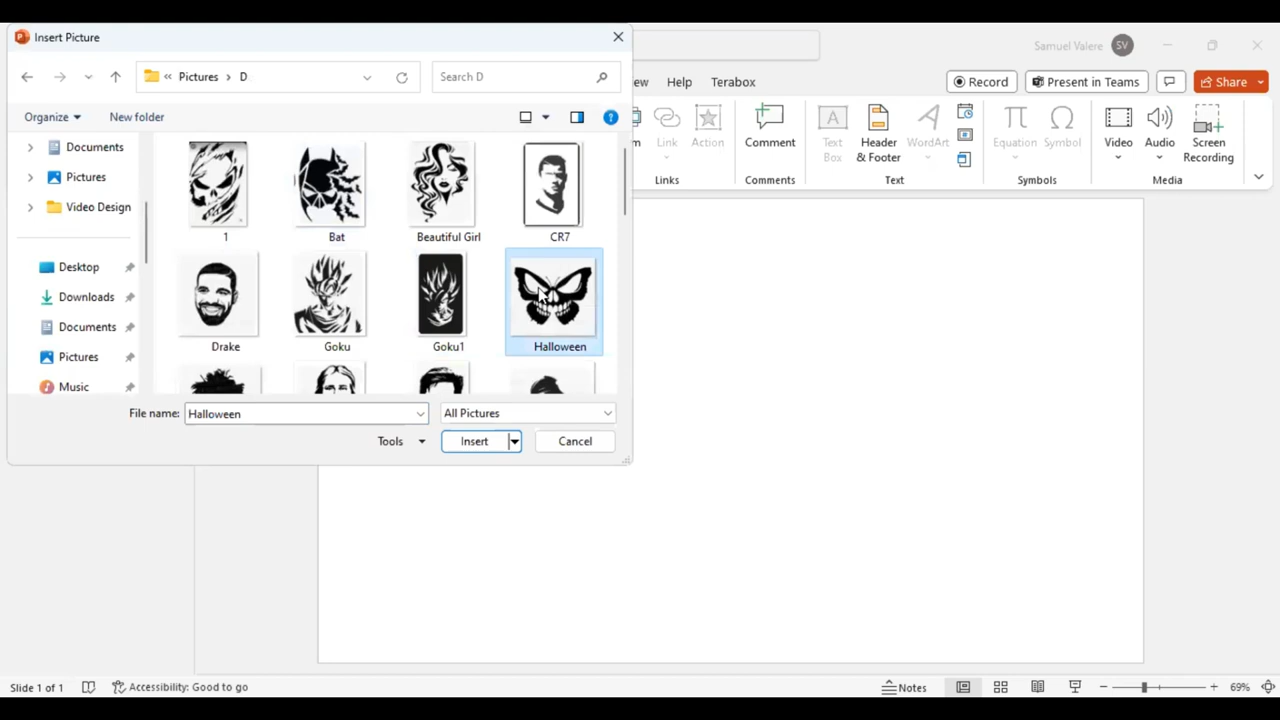 Insert Picture
Samuel Valere SV
Pictures D
Search D
ew Help Terabox
Record
Present in Teams
Share
Organize
New folder
Documents
Pictures
Video Design
Desktop
Downloads
Documents
Pictures
Music
1 Bat Beautiful Girl CR7
Drake Goku Goku1 Halloween
File name: Halloween
All Pictures
Tools
Insert
Cancel
m Link Action
Links
Comment
Comments
Text Box
Header & Footer
WordArt
Text
Equation Symbol
Symbols
Video Audio Screen Recording
Media
Slide 1 of 1
Accessibility: Good to go
Notes
69%